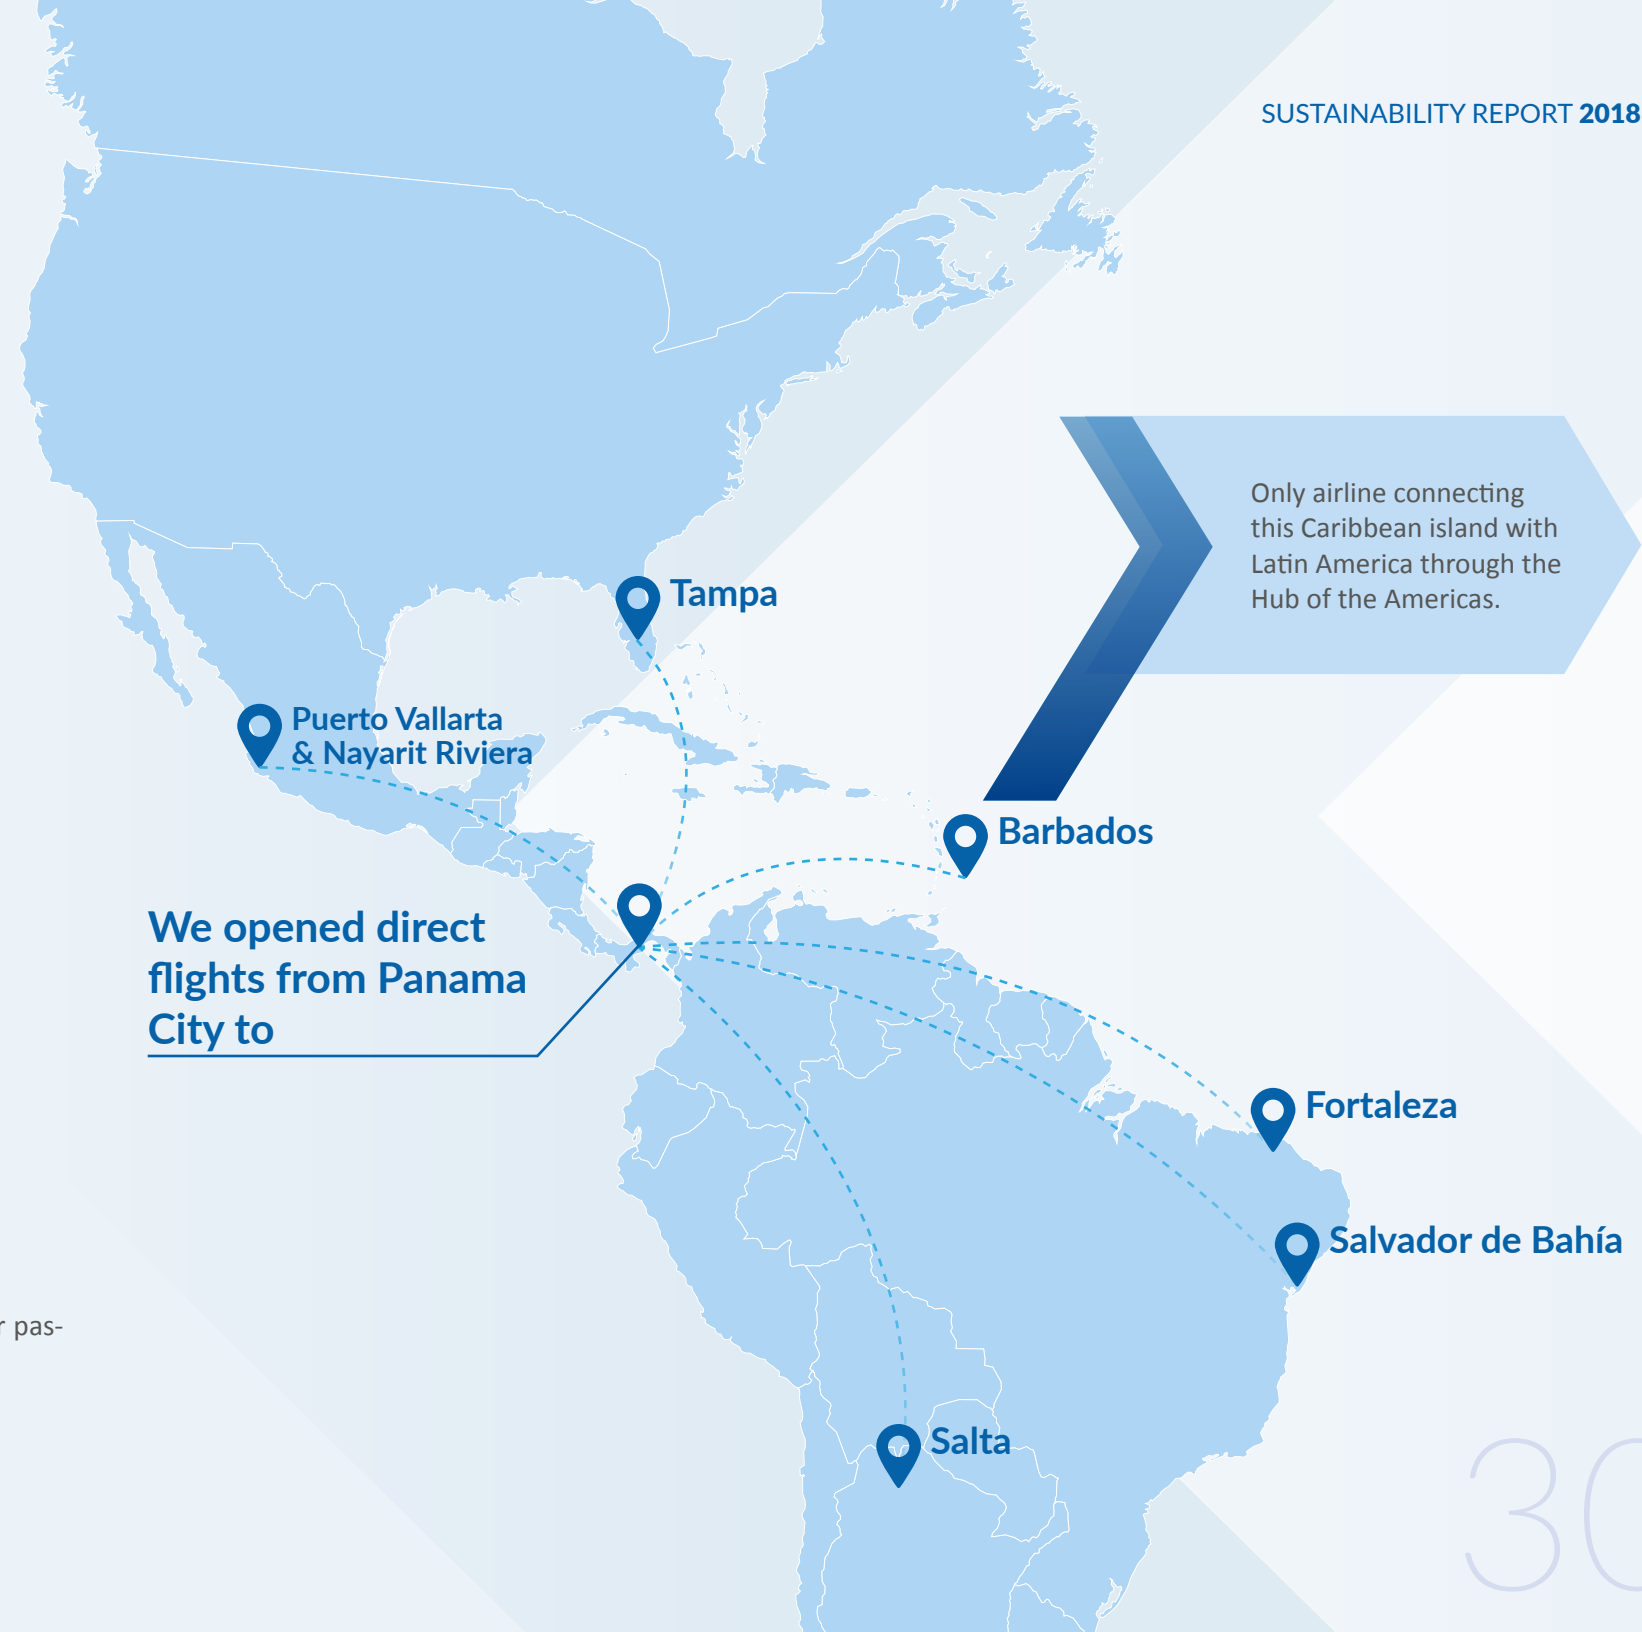 SUSTAINABILITY REPORT 2018
Only airline connecting
this Caribbean island with
Latin America through the
Hub of the Americas.
Tampa
Puerto Vallarta
& Nayarit Riviera
Barbados
We opened direct
flights from Panama
City to
Fortaleza
Salvador de Bahía
r pas-
Salta
30